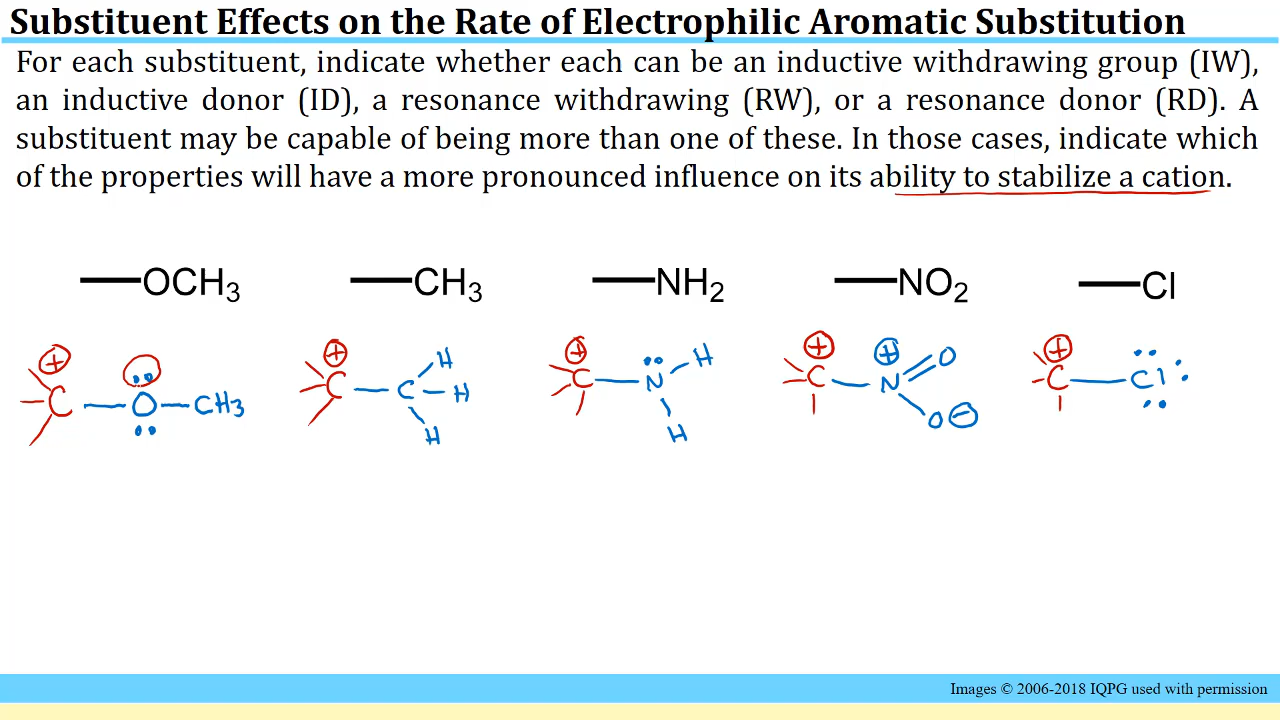 Substituent Effects on the Rate of Electrophilic Aromatic Substitution
For each substituent, indicate whether each can be an inductive withdrawing group (IW),
an inductive donor (ID), a resonance withdrawing (RW), or a resonance donor (RD). A
substituent may be capable of being more than one of these. In those cases, indicate which
of the properties will have a more pronounced influence on its ability to stabilize a cation.
—OCH₃ —CH₃ —NH₂ —NO₂ —Cl
⊕ ⊕ H ⊕ H ⊕ ⊕ O ⊕
C — O — CH₃ C — C — H C — N C — N C — Cl
H H O ⊖
Images © 2006-2018 IQPG used with permission